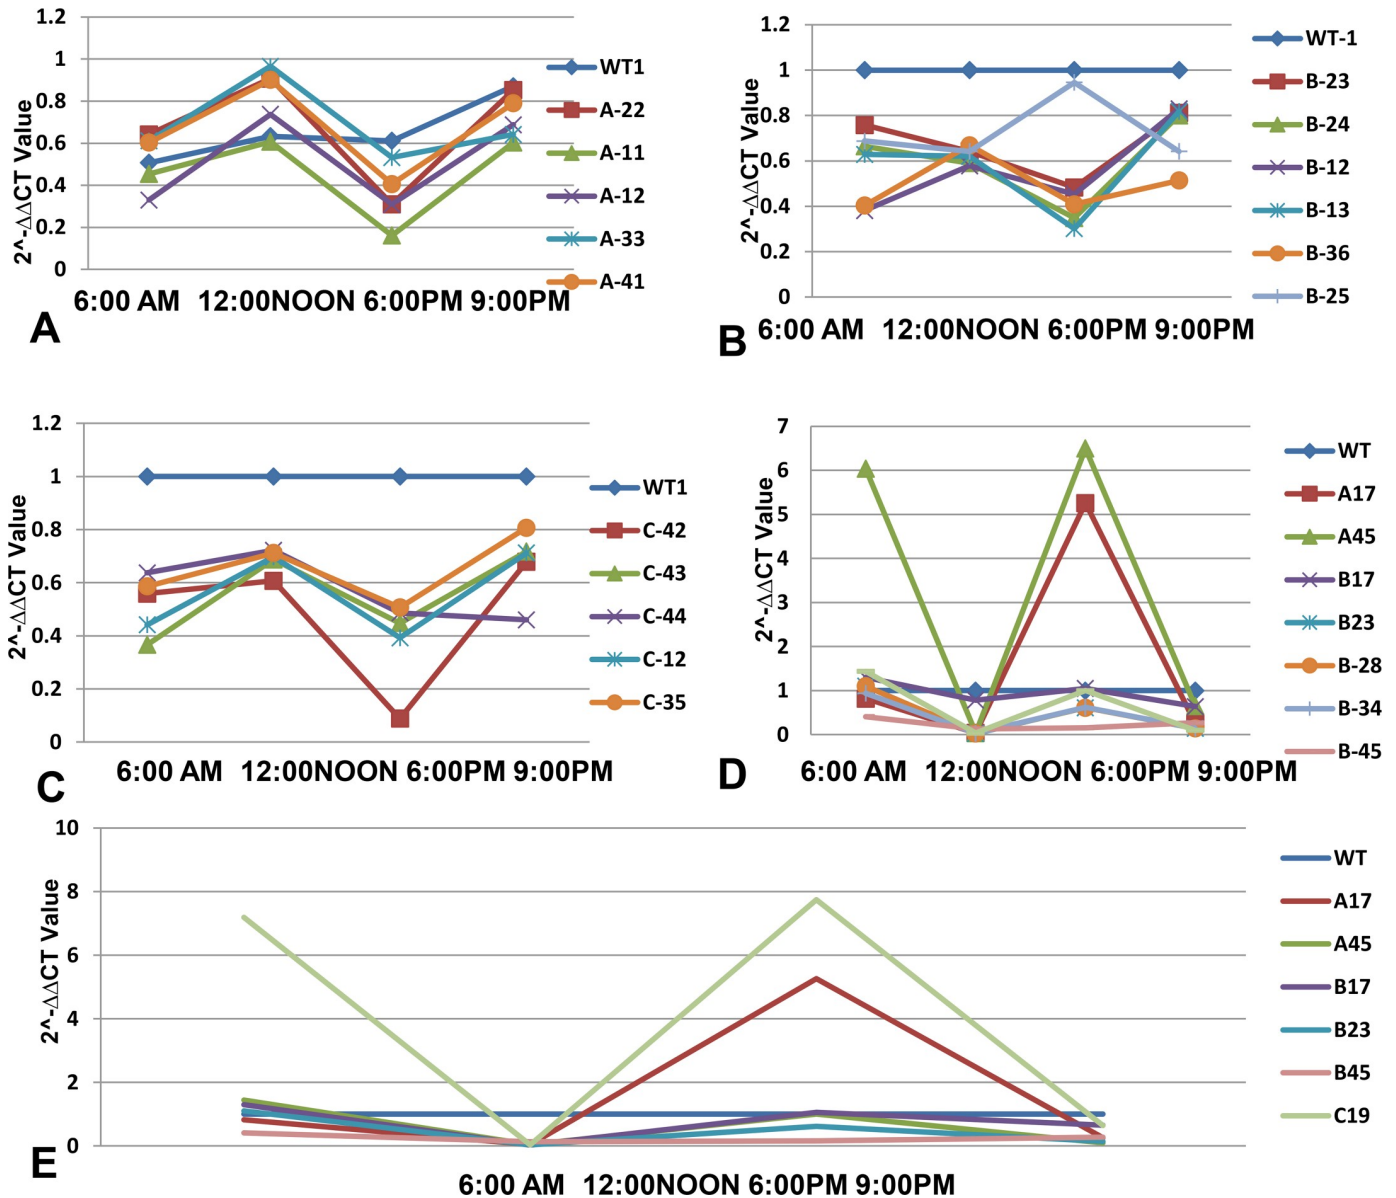 1.2
1
0.8
0.6
0.4
0.2
0
2^-∆∆CT Value
6:00 AM 12:00NOON 6:00PM 9:00PM
WT1
A-22
A-11
A-12
A-33
A-41
A
1.2
1
0.8
0.6
0.4
0.2
0
2^-∆∆CT Value
6:00 AM 12:00NOON 6:00PM 9:00PM
WT-1
B-23
B-24
B-12
B-13
B-36
B-25
B
1.2
1
0.8
0.6
0.4
0.2
0
2^-∆∆CT Value
6:00 AM 12:00NOON 6:00PM 9:00PM
WT1
C-42
C-43
C-44
C-12
C-35
C
7
6
5
4
3
2
1
0
2^-∆∆CT Value
6:00 AM 12:00NOON 6:00PM 9:00PM
WT
A17
A45
B17
B23
B-28
B-34
B-45
D
10
8
6
4
2
0
2^-∆∆CT Value
6:00 AM 12:00NOON 6:00PM 9:00PM
WT
A17
A45
B17
B23
B45
C19
E